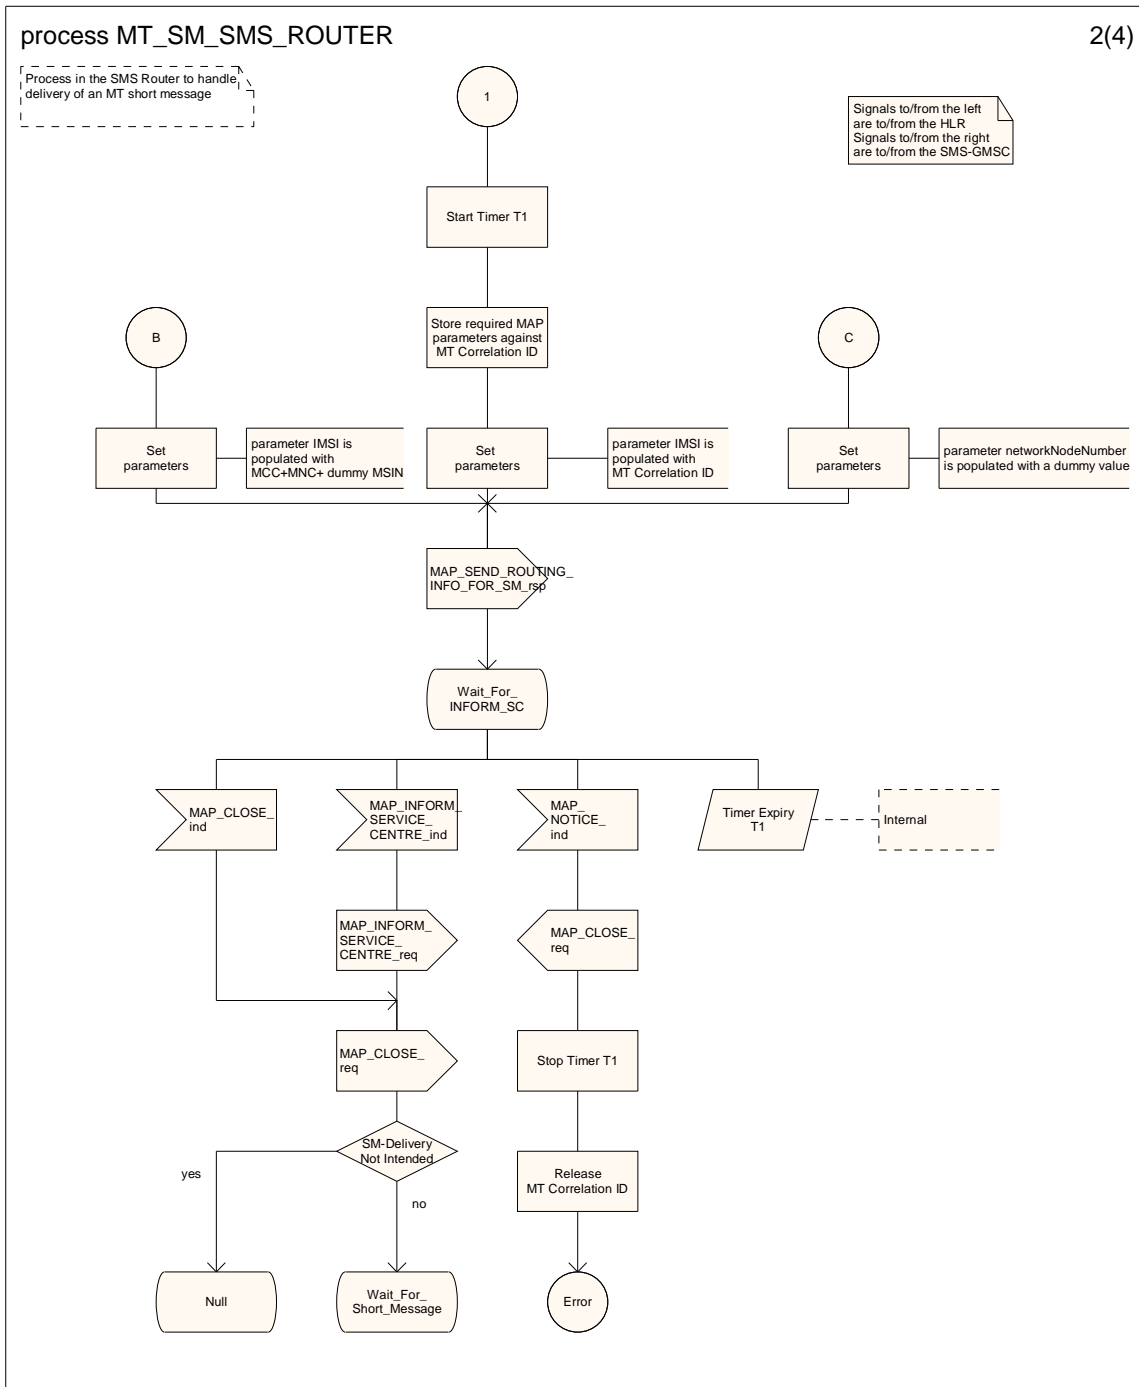 process MT_SM_SMS_ROUTER
2(4)
Process in the SMS Router to handle
delivery of an MT short message
1
Signals to/from the left
are to/from the HLR
Signals to/from the right
are to/from the SMS-GMSC
Start Timer T1
B
Store required MAP
parameters against
MT Correlation ID
C
Set
parameters
parameter IMSI is
populated with
MCC+MNC+ dummy MSIN
Set
parameters
parameter IMSI is
populated with
MT Correlation ID
Set
parameters
parameter networkNodeNumber
is populated with a dummy value
MAP_SEND_ROUTING_
INFO_FOR_SM_rsp
Wait_For_
INFORM_SC
MAP_CLOSE_
ind
MAP_INFORM_
SERVICE_
CENTRE_ind
MAP_
NOTICE_
ind
Timer Expiry
T1
Internal
MAP_INFORM_
SERVICE_
CENTRE_req
MAP_CLOSE_
req
MAP_CLOSE_
req
Stop Timer T1
SM-Delivery
Not Intended
yes
no
Release
MT Correlation ID
Null
Wait_For_
Short_Message
Error